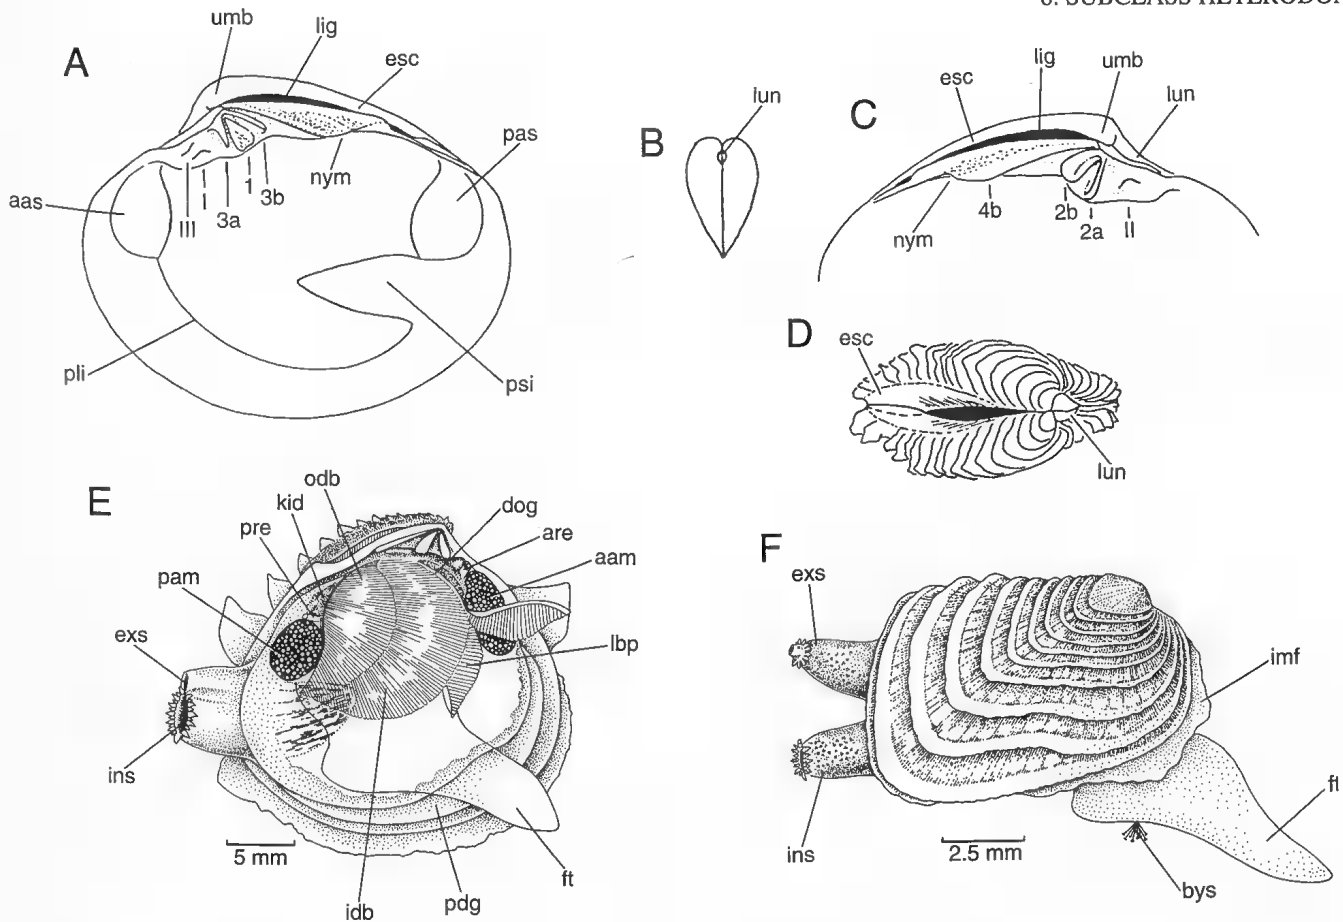 6. SUBCLASS HETERODON
A
umb
lig
esc
pas
aas
III
1
3a
1
3b
nym
pli
psi
B
lun
C
esc
lig
umb
lun
nym
4b
2b
2a
II
D
esc
lun
E
odb
kid
pre
dog
are
aam
pam
exs
lbp
ins
5 mm
idb
pdg
ft
F
exs
imf
ins
2.5 mm
bys
ft